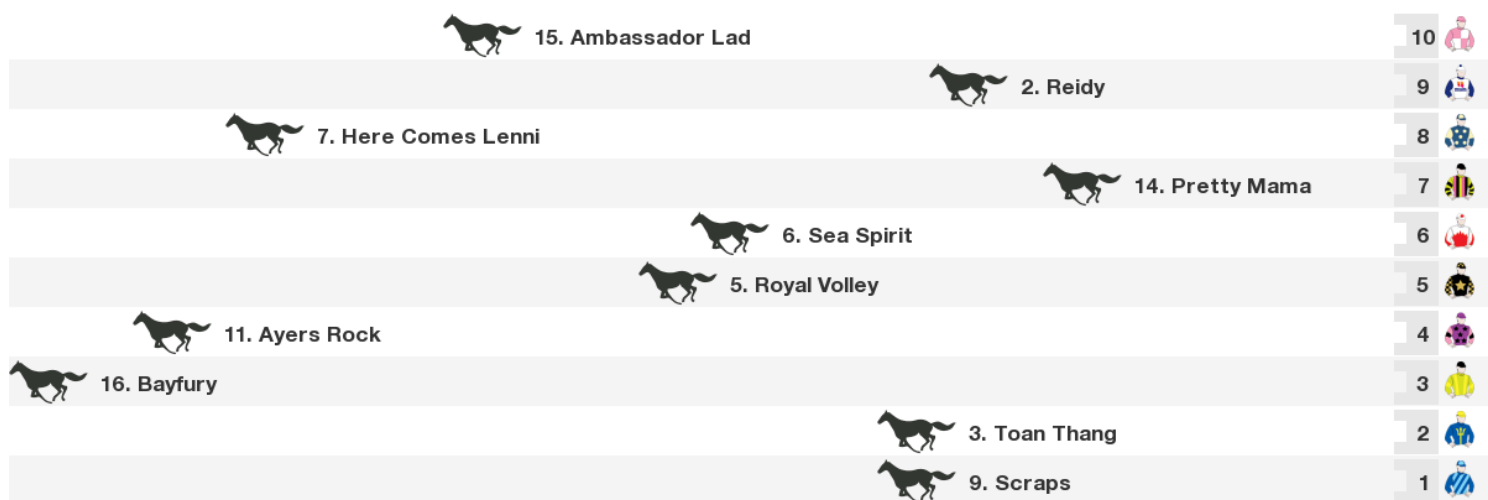 15. Ambassador Lad 10
2. Reidy 9
7. Here Comes Lenni 8
14. Pretty Mama 7
6. Sea Spirit 6
5. Royal Volley 5
11. Ayers Rock 4
16. Bayfury 3
3. Toan Thang 2
9. Scraps 1